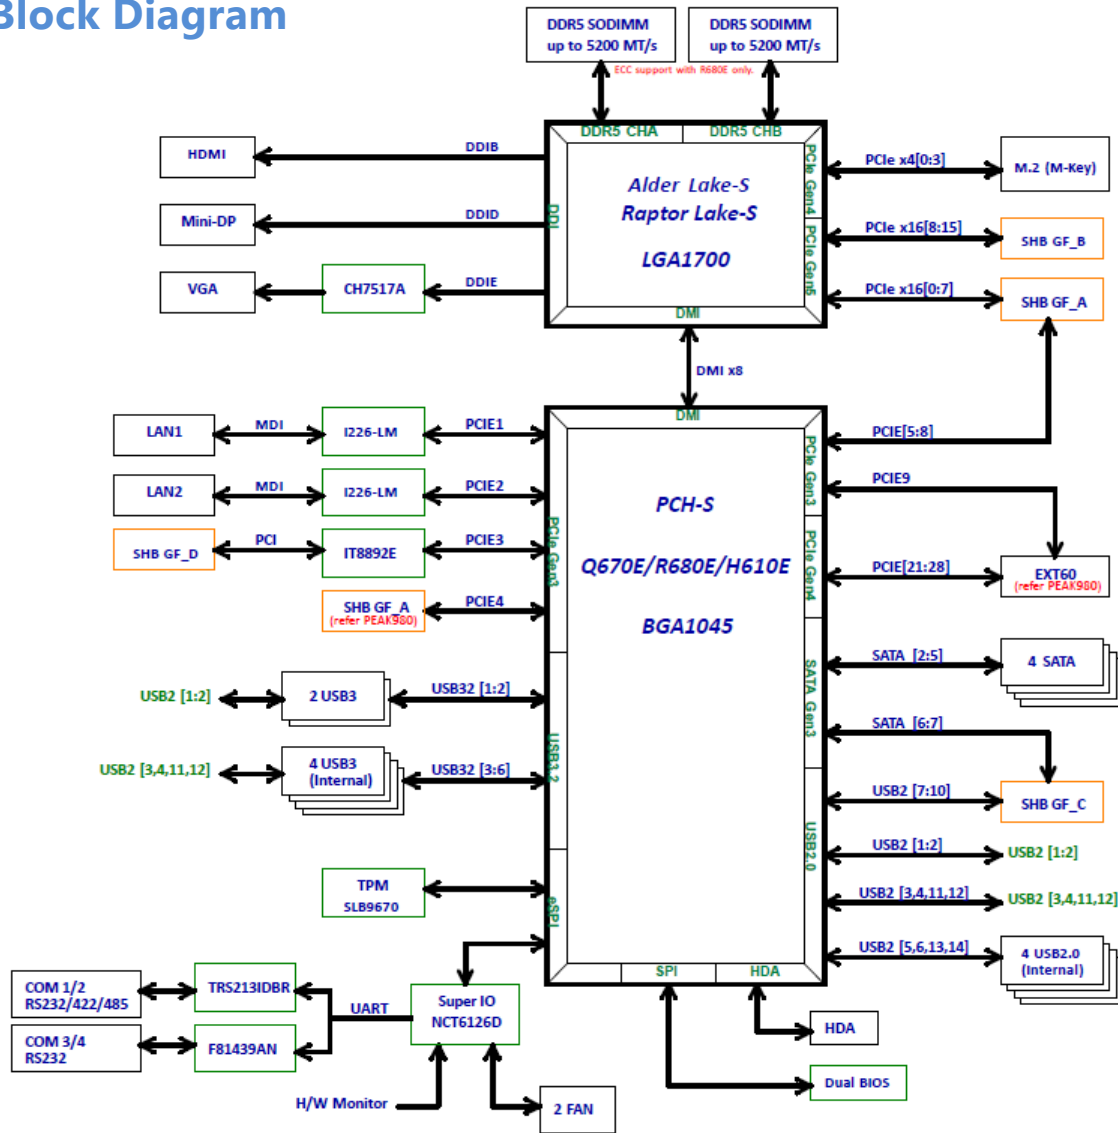 Block Diagram
DDR5 SODIMM
up to 5200 MT/s
DDR5 SODIMM
up to 5200 MT/s
ECC support with R680E only.
DDR5 CHA
DDR5 CHB
HDMI
DDIB
Mini-DP
DDID
VGA
CH7517A
DDIE
DDI
Alder Lake-S
Raptor Lake-S
LGA1700
PCIe Gen4
PCIe Gen5
PCIe x4[0:3]
M.2 (M-Key)
PCIe x16[8:15]
SHB GF_B
PCIe x16[0:7]
SHB GF_A
DMI
DMI x8
DMI
LAN1
MDI
I226-LM
PCIE1
LAN2
MDI
I226-LM
PCIE2
SHB GF_D
PCI
IT8892E
PCIE3
SHB GF_A
(refer PEAK980)
PCIE4
PCIe Gen3
USB2 [1:2]
2 USB3
USB32 [1:2]
USB2 [3,4,11,12]
4 USB3
(Internal)
USB32 [3:6]
USB3.2
TPM
SLB9670
eSPI
PCH-S
Q670E/R680E/H610E
BGA1045
PCIe Gen3
PCIe Gen4
SATA Gen3
USB2.0
PCIE[5:8]
PCIE9
PCIE[21:28]
EXT60
(refer PEAK980)
SATA [2:5]
4 SATA
SATA [6:7]
USB2 [7:10]
SHB GF_C
USB2 [1:2]
USB2 [1:2]
USB2 [3,4,11,12]
USB2 [3,4,11,12]
USB2 [5,6,13,14]
4 USB2.0
(Internal)
SPI
HDA
COM 1/2
RS232/422/485
TRS213IDBR
COM 3/4
RS232
F81439AN
UART
Super IO
NCT6126D
HDA
Dual BIOS
H/W Monitor
2 FAN